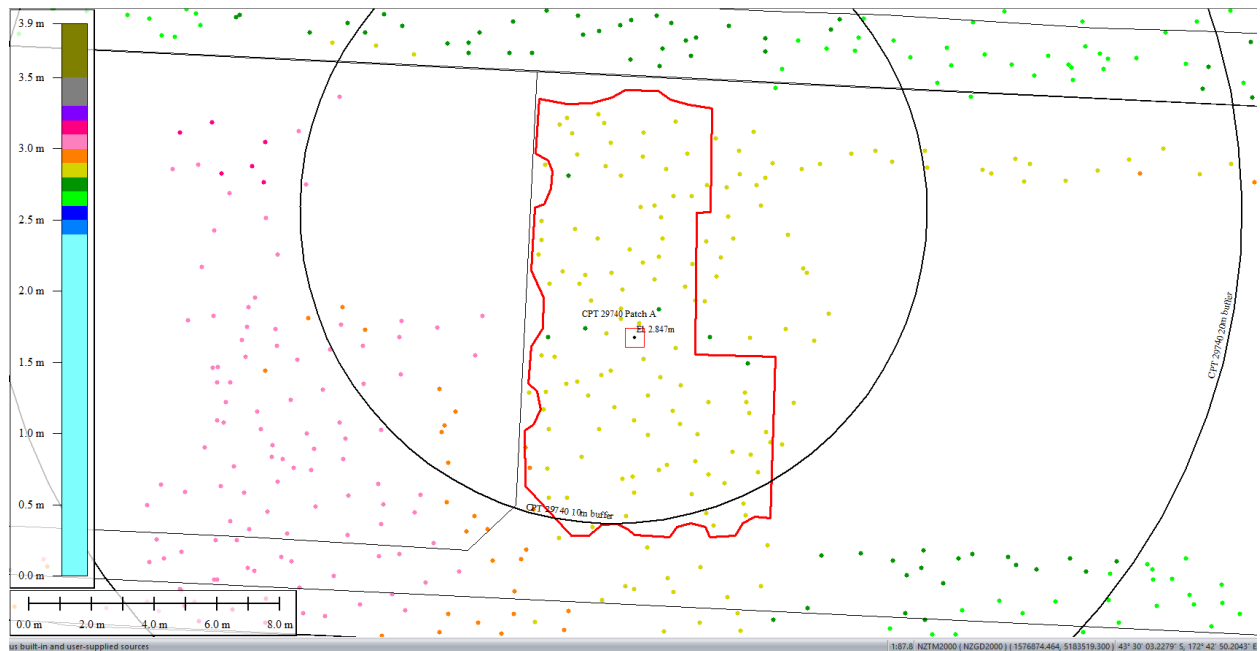 3.9 m
3.5 m
3.0 m
2.5 m
2.0 m
1.5 m
1.0 m
0.5 m
0.0 m
CPT 29740 Patch A
EL 2.847m
CPT 29740 20m buffer
CPT 29740 10m buffer
0.0 m 2.0 m 4.0 m 6.0 m 8.0 m
us built-in and user-supplied sources
1:87.8 NZTM2000 ( NZGD2000) ( 1576874.464, 5183519.300 ) 43° 30' 03.2279" S, 172° 42' 50.2043" E